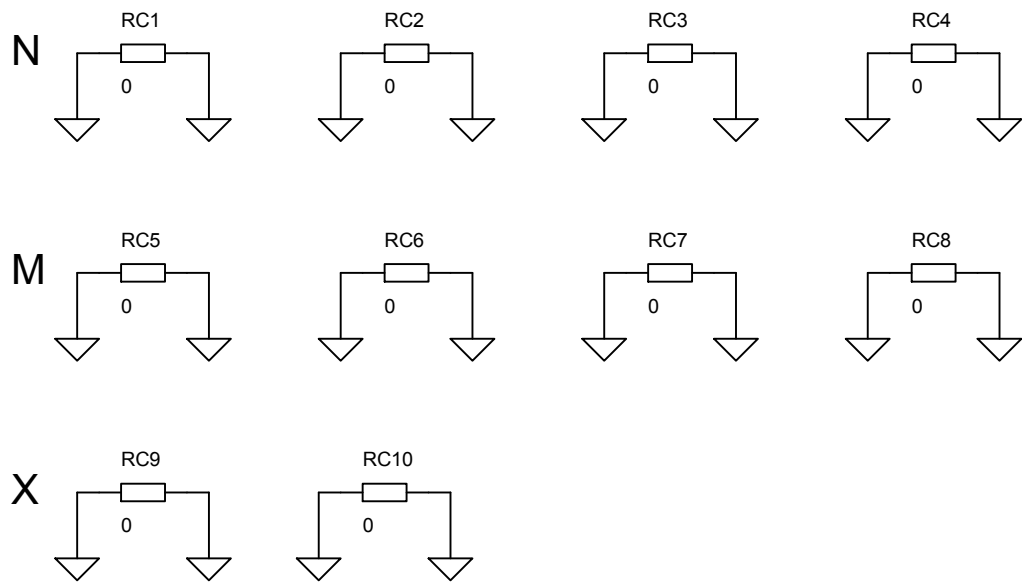 RC1 RC2 RC3 RC4
N
0 0 0 0
RC5 RC6 RC7 RC8
M
0 0 0 0
RC9 RC10
X
0 0